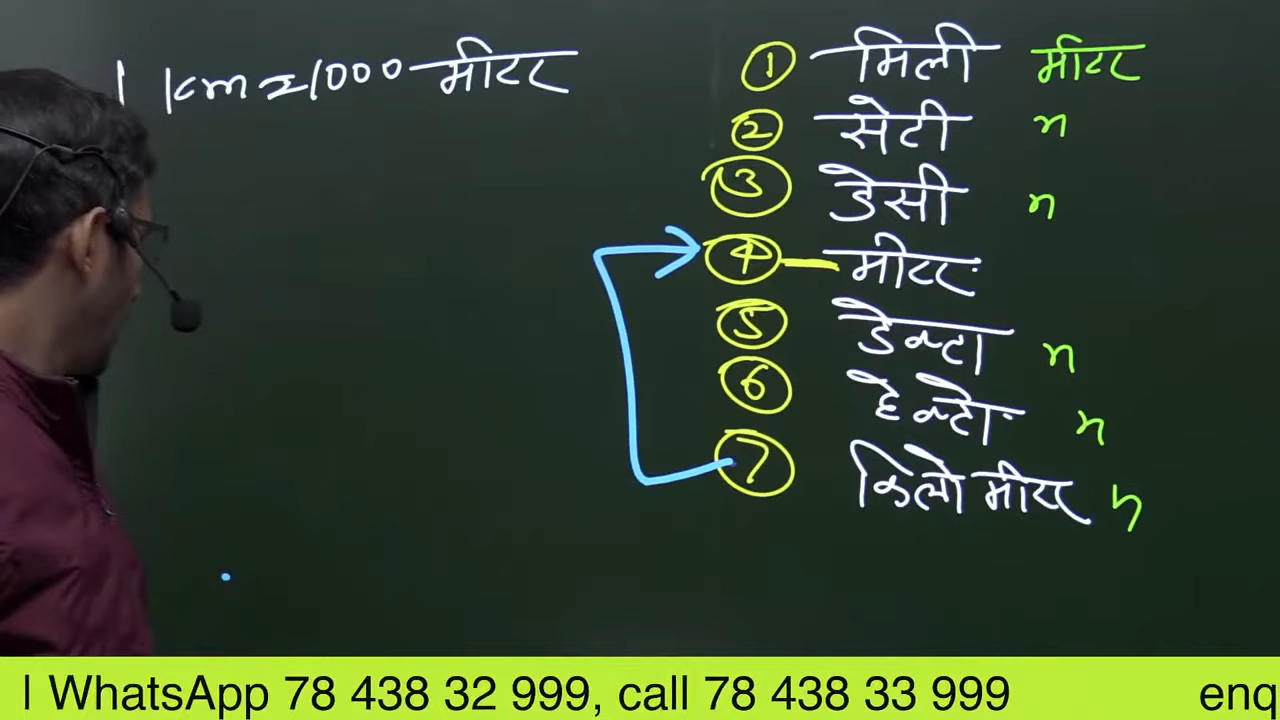 1 Km = 1000 मीटर
① मिली मीटर
② सेटी "
③ डेसी "
④ — मीटर
⑤ डेक्टा "
⑥ हेक्टो "
⑦ किलो मीटर "
| WhatsApp 78 438 32 999, call 78 438 33 999 enq